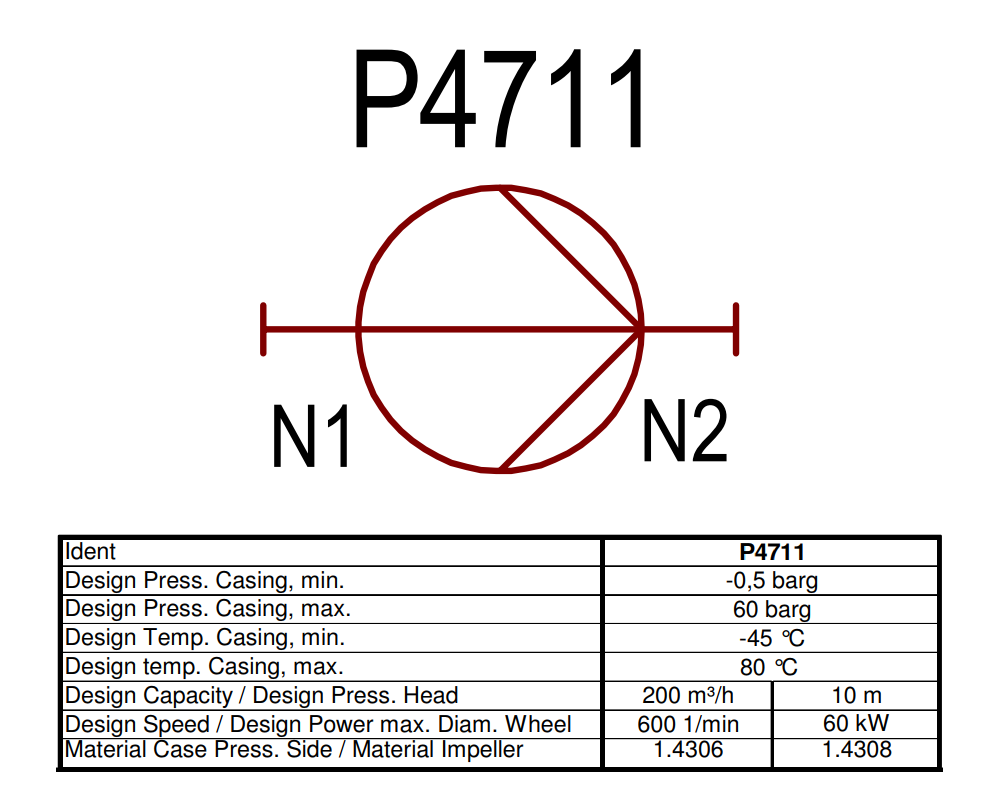 P4711
N1
N2
Ident P4711
Design Press. Casing, min. -0,5 barg
Design Press. Casing, max. 60 barg
Design Temp. Casing, min. -45 °C
Design temp. Casing, max. 80 °C
Design Capacity / Design Press. Head 200 m³/h 10 m
Design Speed / Design Power max. Diam. Wheel 600 1/min 60 kW
Material Case Press. Side / Material Impeller 1.4306 1.4308